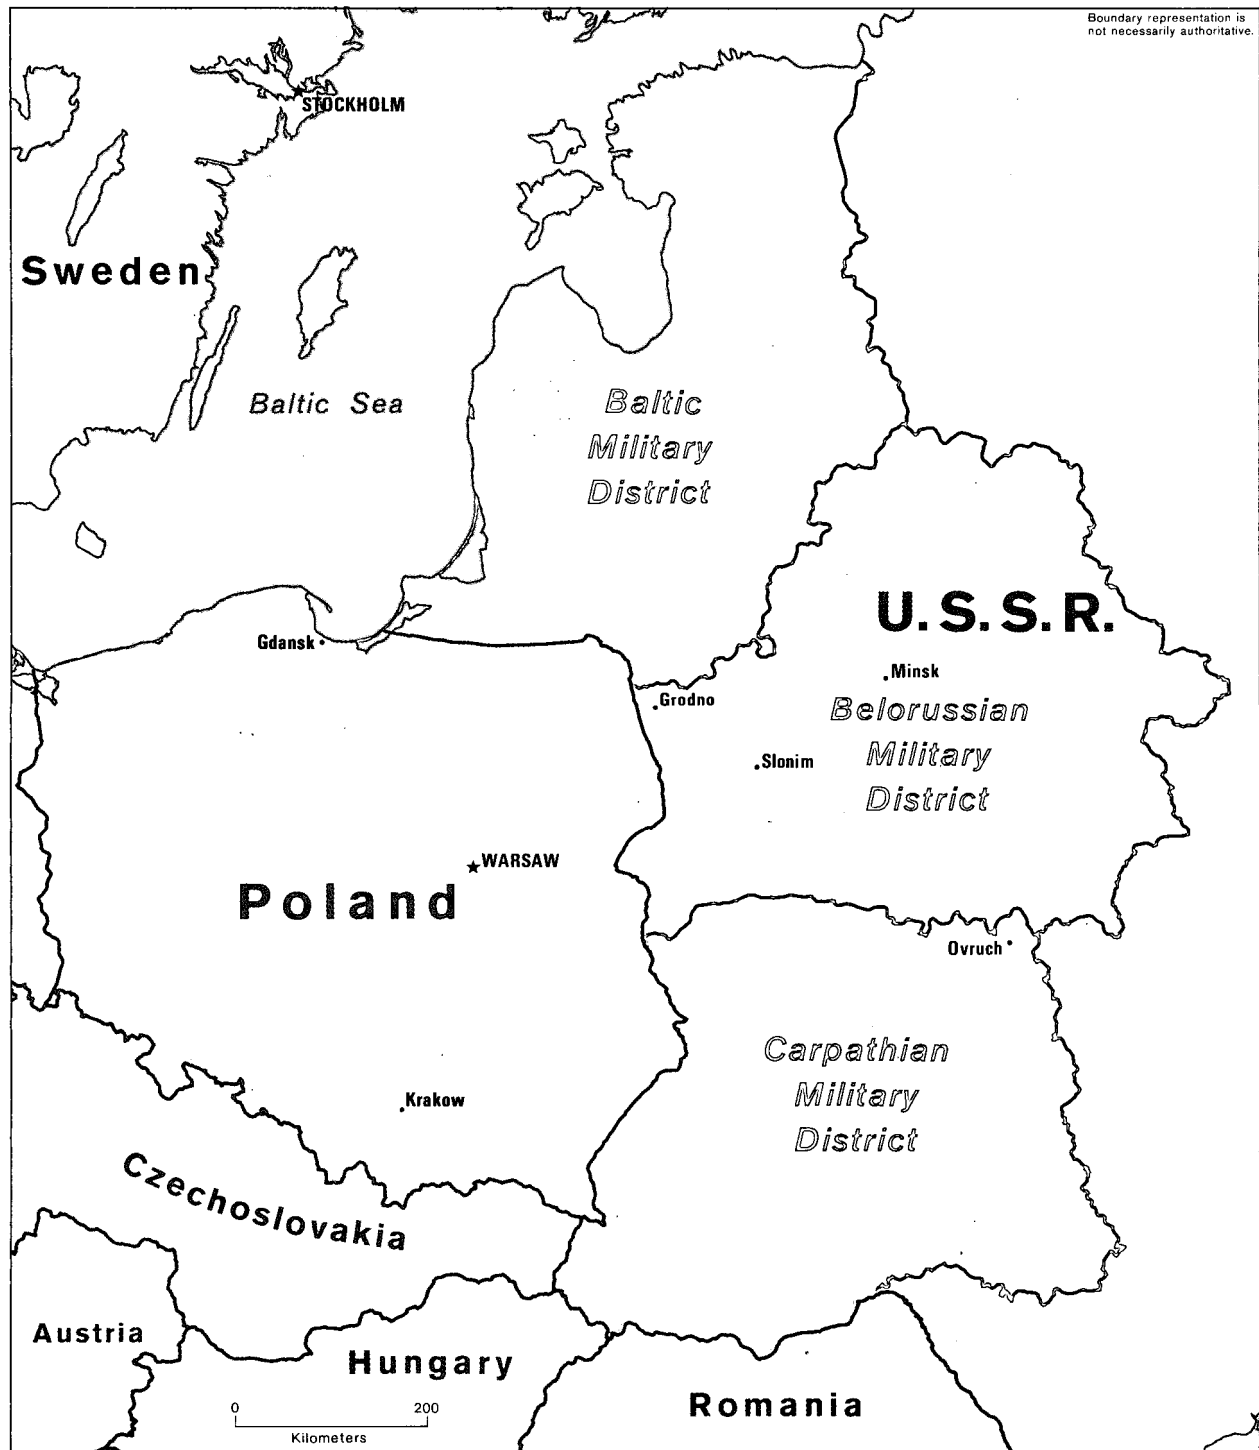 Boundary representation is
not necessarily authoritative.
STOCKHOLM
Sweden
Baltic Sea
Baltic
Military
District
U.S.S.R.
Gdansk
Minsk
Grodno
Belorussian
Military
District
Slonim
WARSAW
Poland
Ovruch
Carpathian
Military
District
Krakow
Czechoslovakia
Austria
Hungary
Romania
0 200
Kilometers